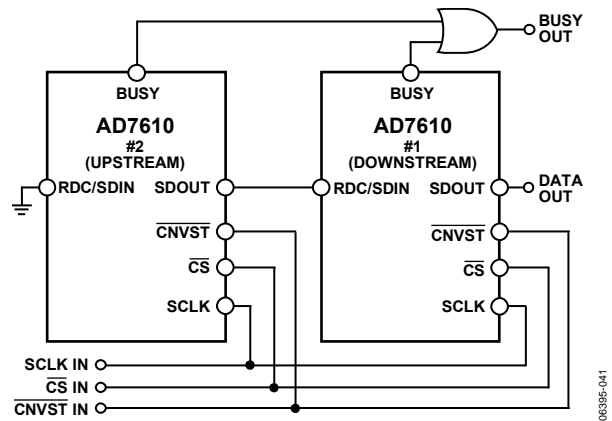 BUSY
OUT
BUSY
BUSY
AD7610
#2
(UPSTREAM)
AD7610
#1
(DOWNSTREAM)
RDC/SDIN
SDOUT
RDC/SDIN
SDOUT
DATA
OUT
CNVST
CNVST
CS
CS
SCLK
SCLK
SCLK IN
CS IN
CNVST IN
06395-041